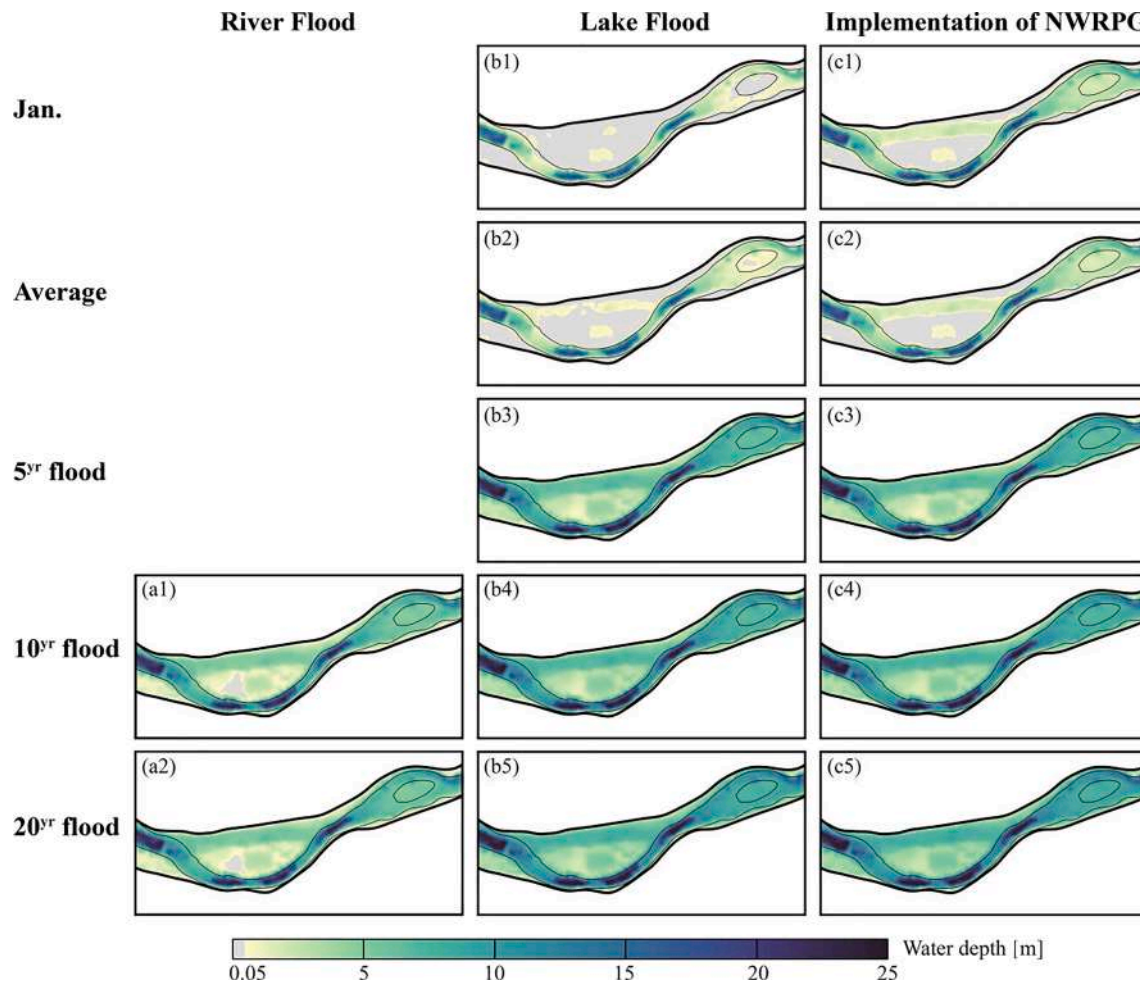 River Flood Lake Flood Implementation of NWRPG
Jan. (b1) (c1)
Average (b2) (c2)
5yr flood (b3) (c3)
10yr flood (a1) (b4) (c4)
20yr flood (a2) (b5) (c5)
Water depth [m]
0.05 5 10 15 20 25